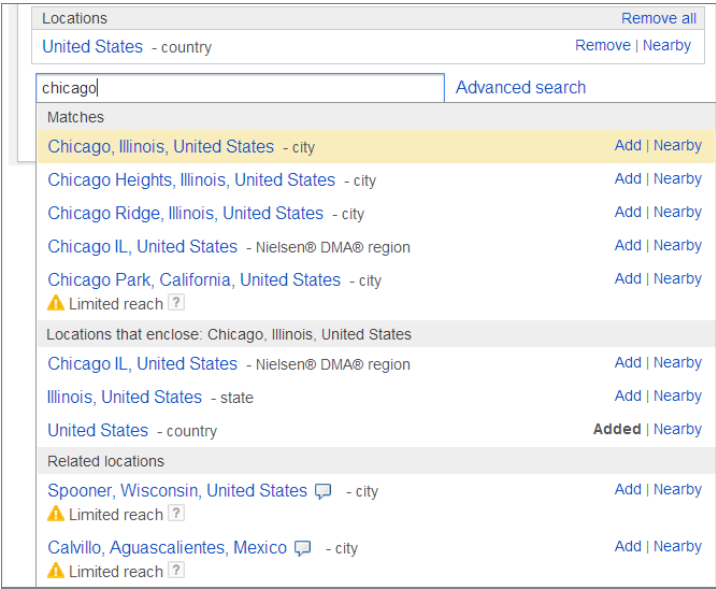 Locations Remove all
United States - country Remove | Nearby
chicago Advanced search
Matches
Chicago, Illinois, United States - city Add | Nearby
Chicago Heights, Illinois, United States - city Add | Nearby
Chicago Ridge, Illinois, United States - city Add | Nearby
Chicago IL, United States - Nielsen® DMA® region Add | Nearby
Chicago Park, California, United States - city Add | Nearby
Limited reach ?
Locations that enclose: Chicago, Illinois, United States
Chicago IL, United States - Nielsen® DMA® region Add | Nearby
Illinois, United States - state Add | Nearby
United States - country Added | Nearby
Related locations
Spooner, Wisconsin, United States - city Add | Nearby
Limited reach ?
Calvillo, Aguascalientes, Mexico - city Add | Nearby
Limited reach ?